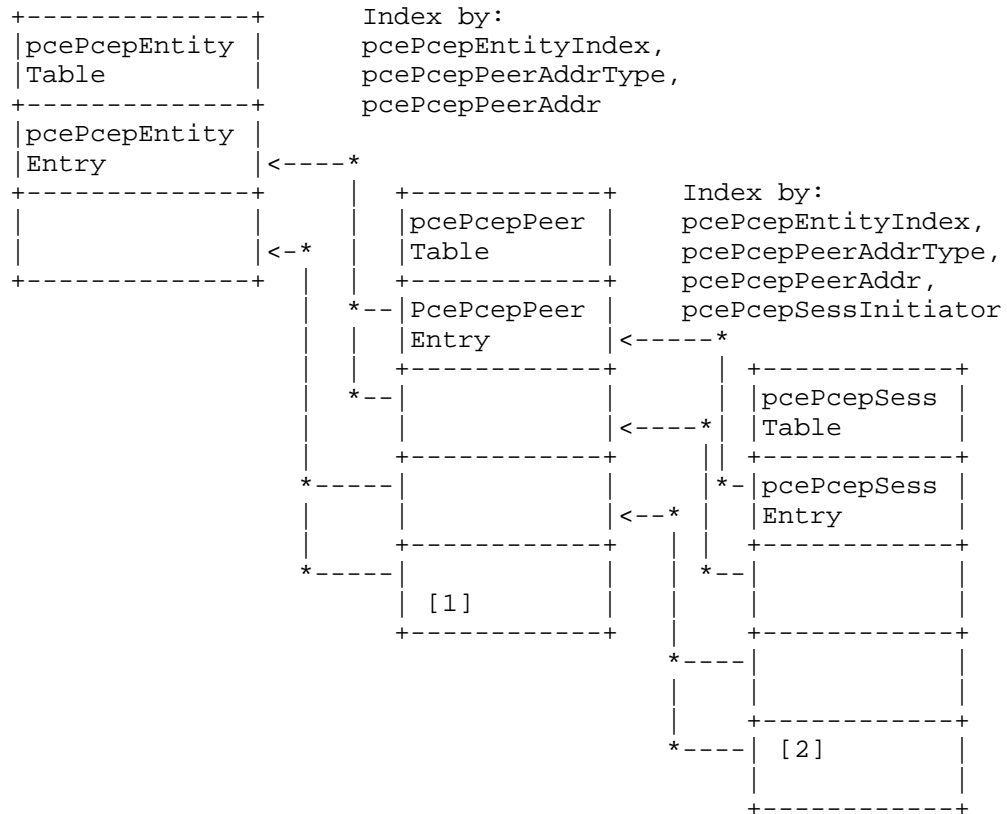 Index by:
pcePcepEntity
pcePcepEntityIndex,
Table
pcePcepPeerAddrType,
pcePcepPeerAddr
pcePcepEntity
Entry
Index by:
pcePcepPeer
pcePcepEntityIndex,
Table
pcePcepPeerAddrType,
pcePcepPeerAddr,
PcePcepPeer
pcePcepSessInitiator
Entry
pcePcepSess
Table
pcePcepSess
Entry
[1]
[2]